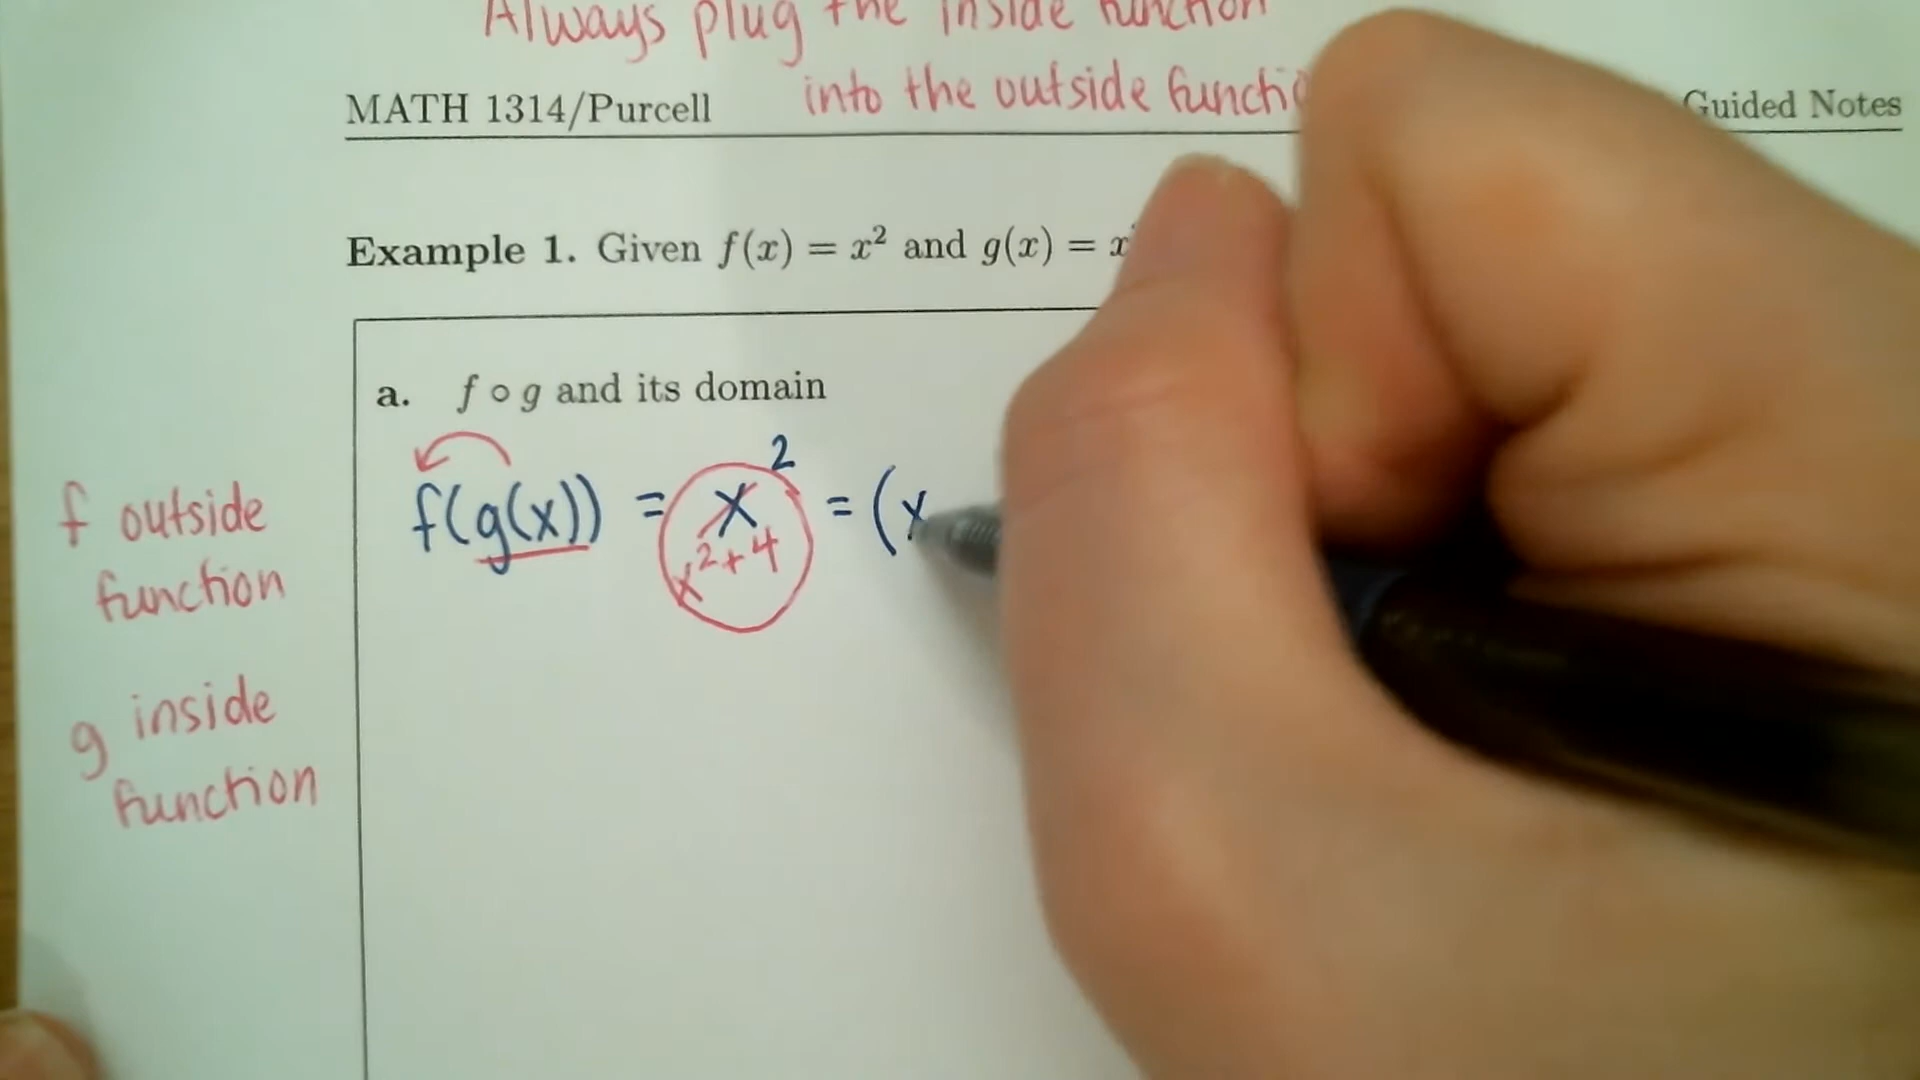 Always plug the inside function
into the outside
MATH 1314/Purcell
Guided Notes
Example 1. Given f(x) = x² and g(x) = x
a. f ∘ g and its domain
f(g(x)) = x² = (x
x²+4
f outside
function
g inside
function